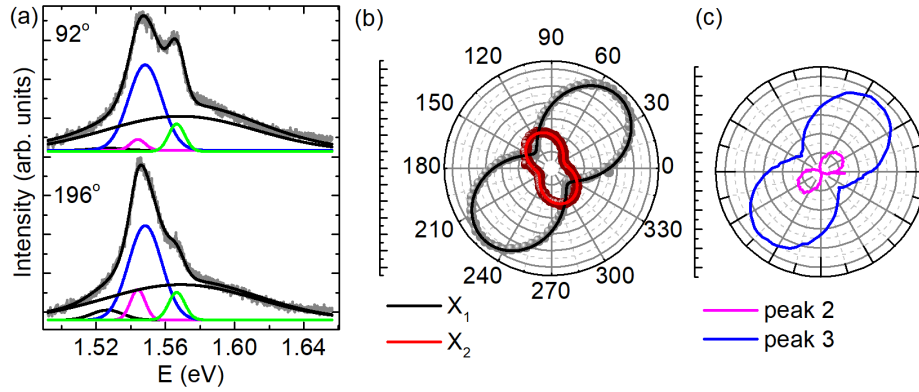 (a)
92°
196°
Intensity (arb. units)
1.52 1.56 1.60 1.64
E (eV)
(b)
90
120 60
150 30
180 0
210 330
240 300
270
X₁
X₂
(c)
peak 2
peak 3